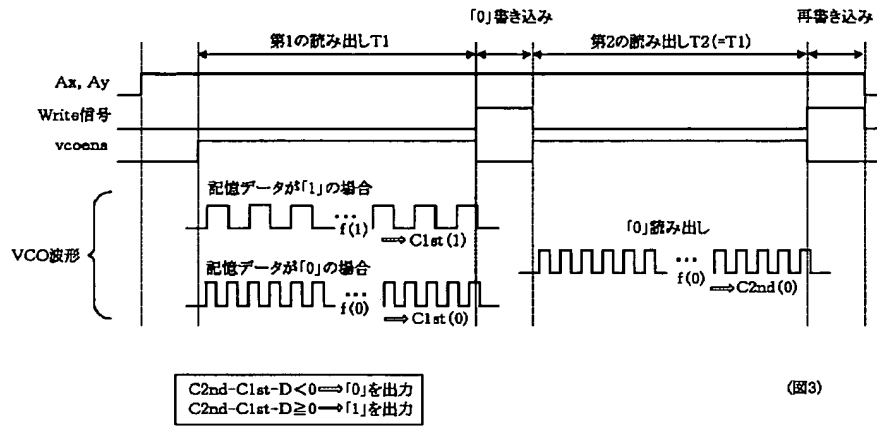 「0」書き込み
再書き込み
第1の読み出しT1
第2の読み出しT2(=T1)
Ax, Ay
Write信号
vcoena
記憶データが「1」の場合
f(1)
C1st(1)
「0」読み出し
VCO波形
記憶データが「0」の場合
f(0)
C2nd(0)
f(0)
C1st(0)
C2nd-C1st-D<0⟹「0」を出力
C2nd-C1st-D≧0⟶「1」を出力
(図3)